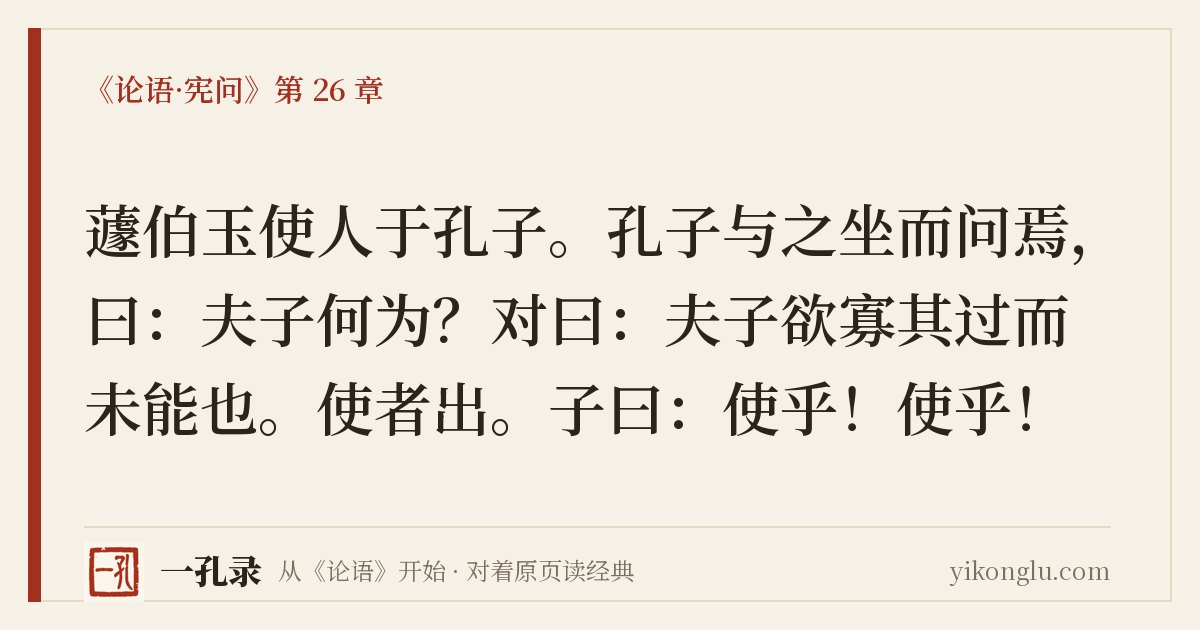 《论语·宪问》第 26 章
蘧伯玉使人于孔子。孔子与之坐而问焉，
曰：夫子何为？对曰：夫子欲寡其过而
未能也。使者出。子曰：使乎！使乎！
一孔 一孔录 从《论语》开始 · 对着原页读经典 yikonglu.com